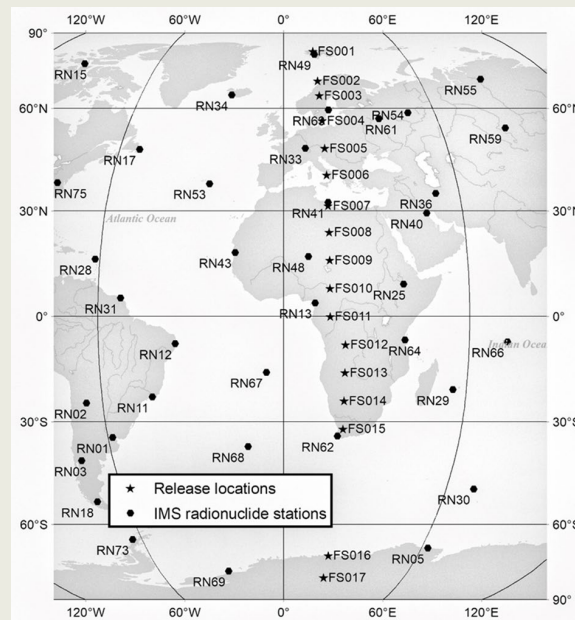 120°W 60°W 0° 60°E 120°E
90° 90°
FS001
RN49
RN15
FS002
RN55
RN34
FS003
60°N 60°N
FS004
RN54
RN61
RN59
RN33
FS005
RN17
FS006
RN75
RN53
RN36
RN41
FS007
30°N 30°N
Atlantic Ocean
RN40
FS008
RN43
RN48
FS009
RN28
FS010
RN25
RN31
RN13
0° FS011 0°
RN12
FS012
RN64
RN66
FS013
RN67
RN02
RN11
FS014
RN29
30°S 30°S
FS015
RN01
RN62
RN03
RN68
Release locations
IMS radionuclide stations
RN18
RN30
60°S 60°S
RN73
FS016
RN05
RN69
FS017
90° 90°
120°W 60°W 0° 60°E 120°E